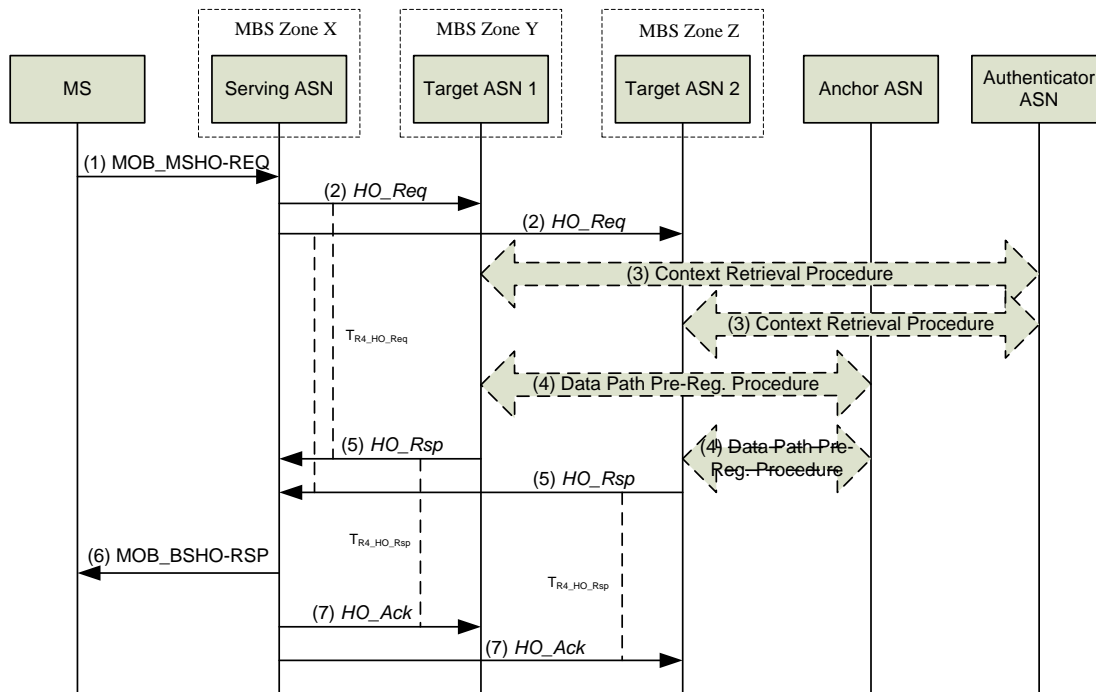 MBS Zone X
MBS Zone Y
MBS Zone Z
MS
Serving ASN
Target ASN 1
Target ASN 2
Anchor ASN
Authenticator
ASN
(1) MOB_MSHO-REQ
(2) HO_Req
(2) HO_Req
(3) Context Retrieval Procedure
(3) Context Retrieval Procedure
TR4_HO_Req
(4) Data Path Pre-Reg. Procedure
(5) HO_Rsp
(4) Data Path Pre-
Reg. Procedure
(5) HO_Rsp
TR4_HO_Rsp
(6) MOB_BSHO-RSP
TR4_HO_Rsp
(7) HO_Ack
(7) HO_Ack